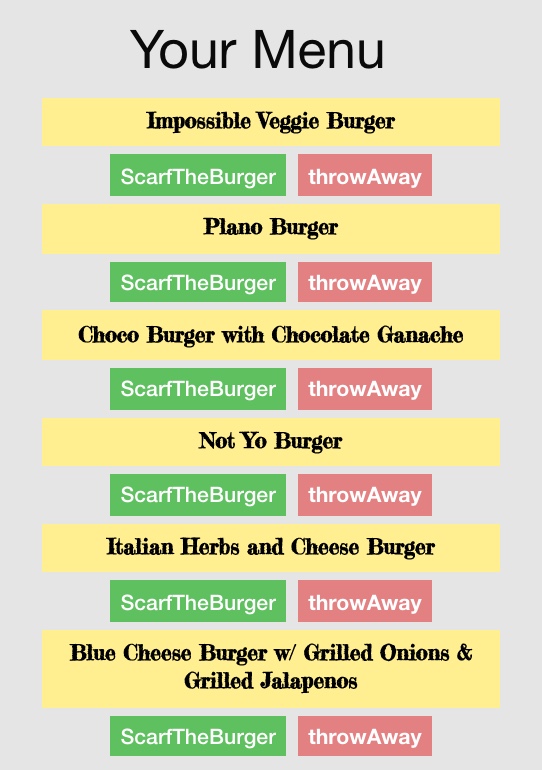 Your Menu
Impossible Veggie Burger
ScarfTheBurger throwAway
Plano Burger
ScarfTheBurger throwAway
Choco Burger with Chocolate Ganache
ScarfTheBurger throwAway
Not Yo Burger
ScarfTheBurger throwAway
Italian Herbs and Cheese Burger
ScarfTheBurger throwAway
Blue Cheese Burger w/ Grilled Onions &
Grilled Jalapenos
ScarfTheBurger throwAway